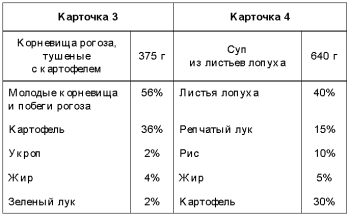 Карточка 3
Карточка 4
Корневища рогоза,
тушеные
с картофелем
375 г
Суп
из листьев лопуха
640 г
Молодые корневища
и побеги рогоза
56%
Листья лопуха
40%
Картофель
36%
Репчатый лук
15%
Укроп
2%
Рис
10%
Жир
4%
Жир
5%
Зеленый лук
2%
Картофель
30%